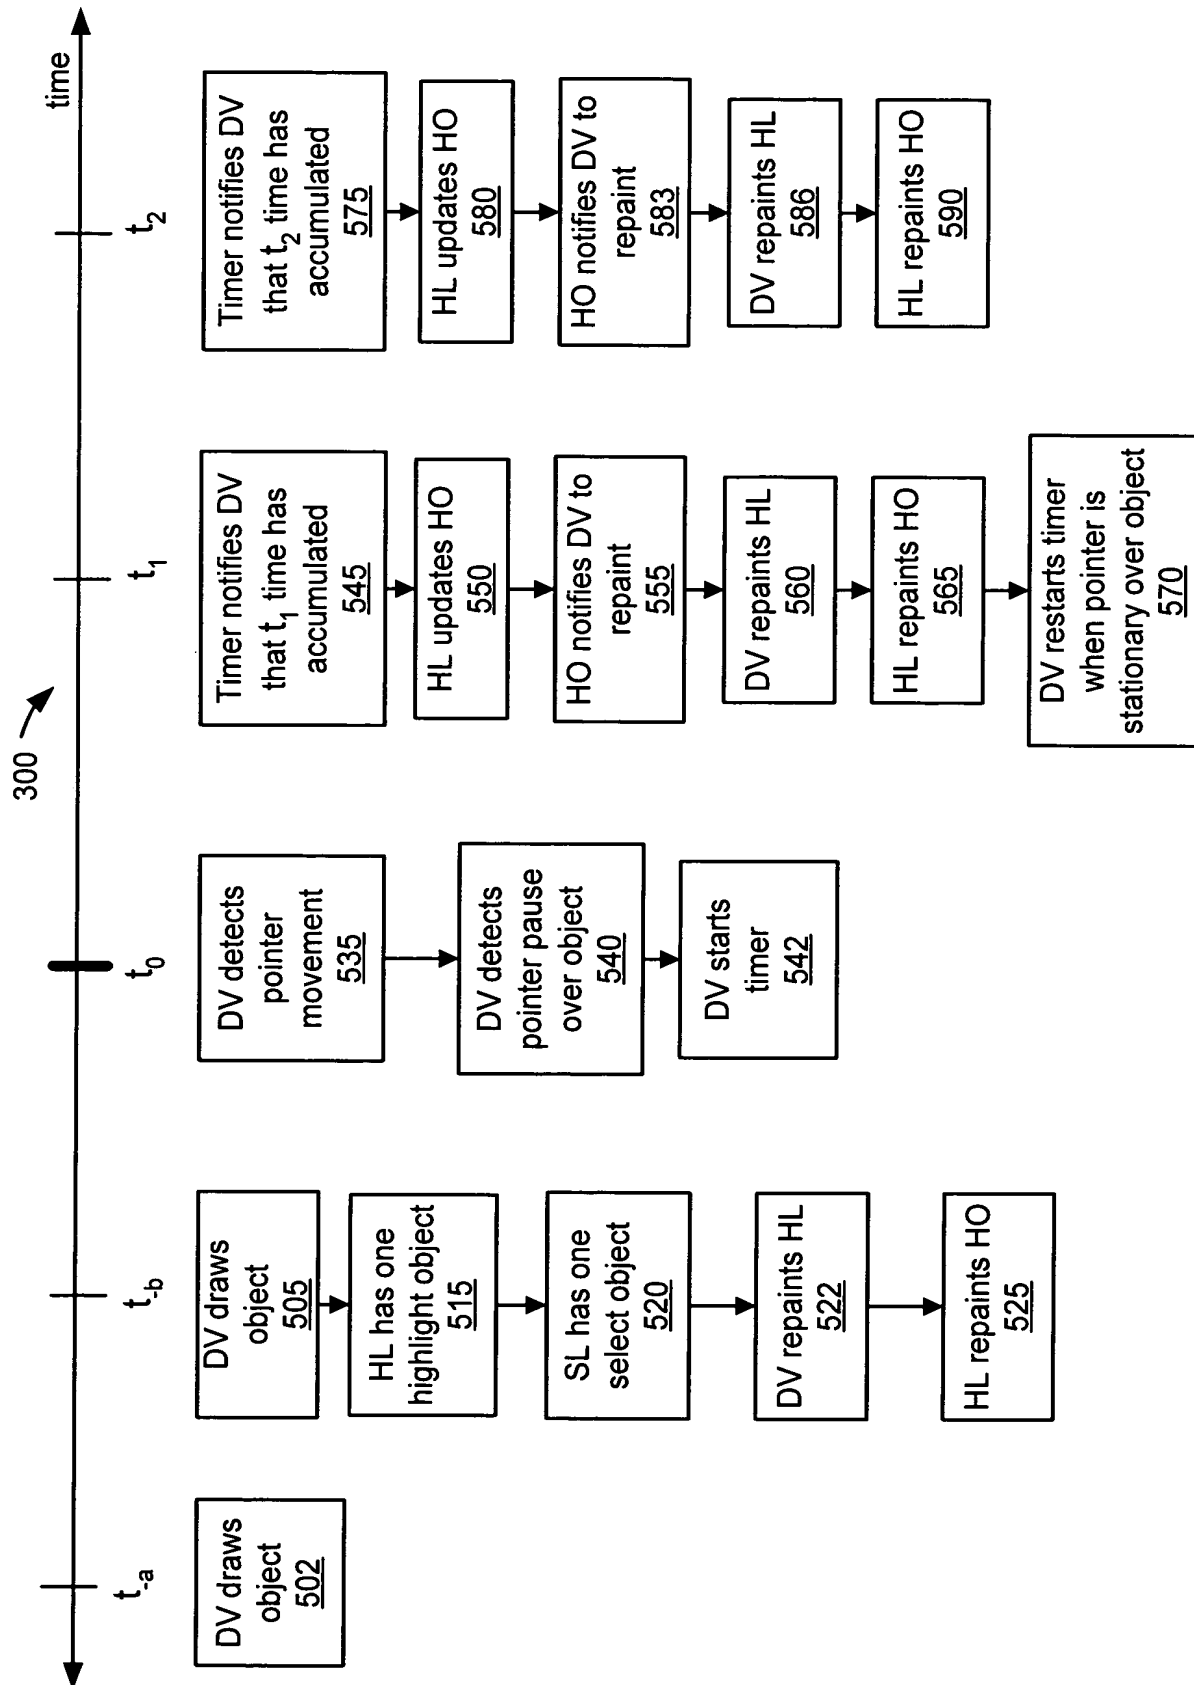 300
time
t-a
t-b
t0
t1
t2
DV draws
object
502
DV draws
object
505
HL has one
highlight object
515
SL has one
select object
520
DV repaints HL
522
HL repaints HO
525
DV detects
pointer
movement
535
DV detects
pointer pause
over object
540
DV starts
timer
542
Timer notifies DV
that t1 time has
accumulated
545
HL updates HO
550
HO notifies DV to
repaint
555
DV repaints HL
560
HL repaints HO
565
DV restarts timer
when pointer is
stationary over object
570
Timer notifies DV
that t2 time has
accumulated
575
HL updates HO
580
HO notifies DV to
repaint
583
DV repaints HL
586
HL repaints HO
590